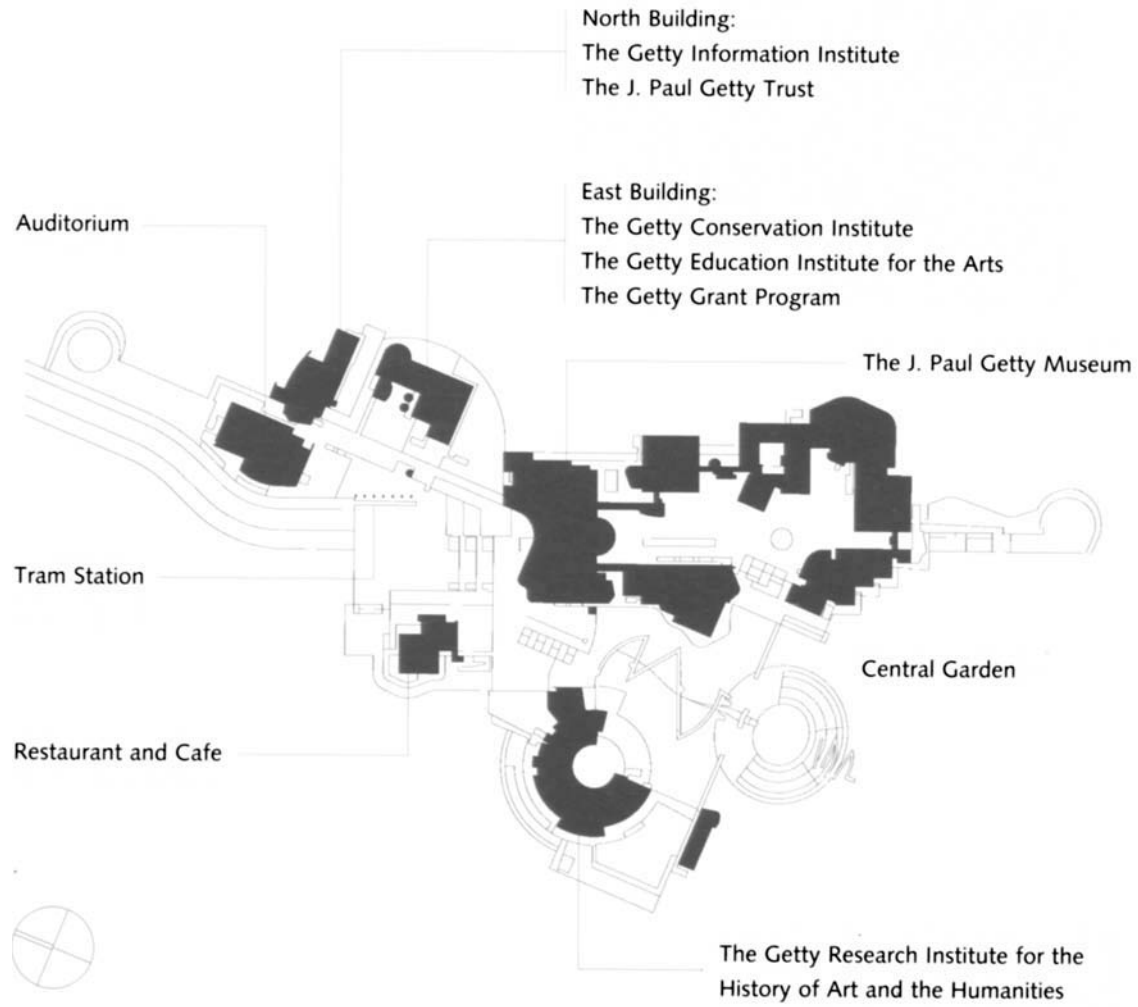 North Building:
The Getty Information Institute
The J. Paul Getty Trust
East Building:
The Getty Conservation Institute
The Getty Education Institute for the Arts
The Getty Grant Program
Auditorium
The J. Paul Getty Museum
Tram Station
Central Garden
Restaurant and Cafe
The Getty Research Institute for the
History of Art and the Humanities